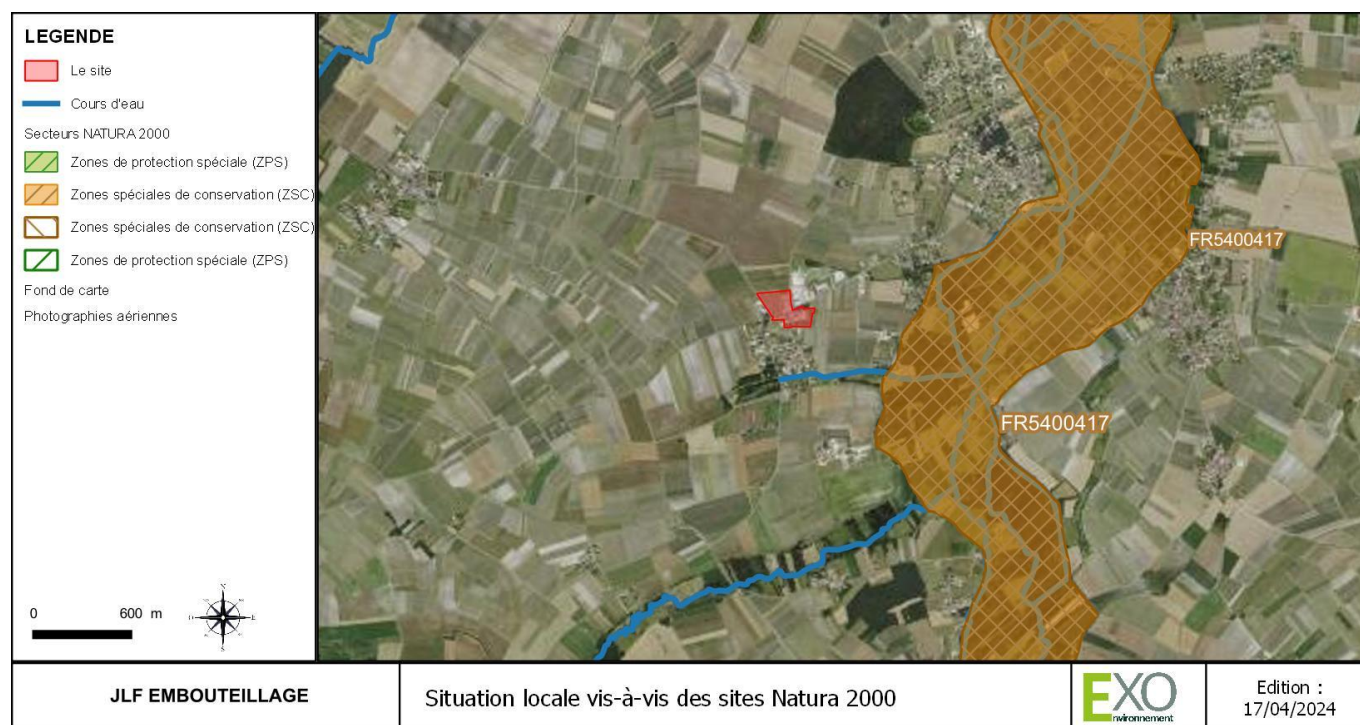 LEGENDE
Le site
Cours d'eau
Secteurs NATURA 2000
Zones de protection spéciale (ZPS)
Zones spéciales de conservation (ZSC)
Zones spéciales de conservation (ZSC)
Zones de protection spéciale (ZPS)
Fond de carte
Photographies aériennes
0 600 m
FR5400417
FR5400417
JLF EMBOUTEILLAGE
Situation locale vis-à-vis des sites Natura 2000
EXO
nvironnement
Edition :
17/04/2024